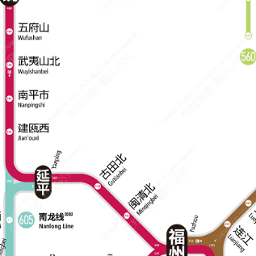 五府山
Wufushan
武夷山北
Wuyishanbei
560
南平市
Nanpingshi
建瓯西
Jian'ouxi
延平
Yanping
古田北
Gutianbei
闽清北
Minqingbei
605
南龙线
Nanlong Line
福州
Fuzhou
连江
Lianjiang